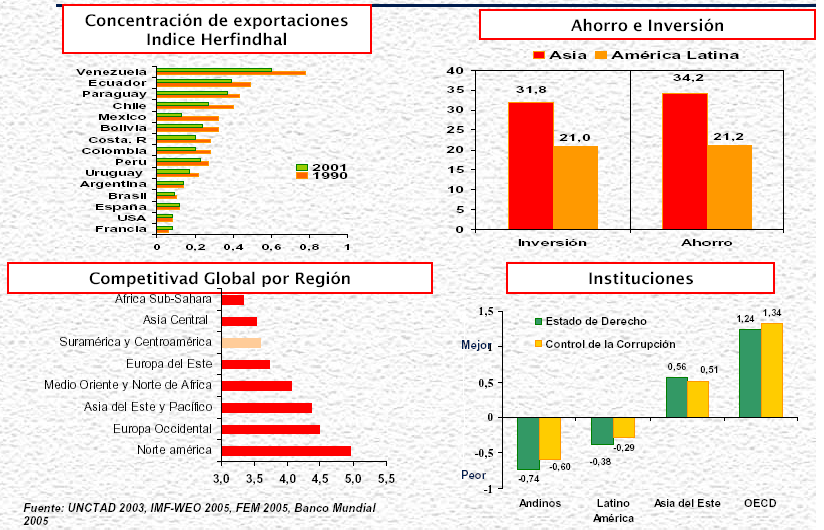 Concentración de exportaciones
Indice Herfindhal
Venezuela
Ecuador
Paraguay
Chile
Mexico
Bolivia
Costa. R
Colombia
Peru
Uruguay
Argentina
Brasil
España
USA
Francia
2001
1990
0 0,2 0,4 0,6 0,8 1
Ahorro e Inversión
Asia América Latina
40
35
30
25
20
15
10
5
0
31,8
21,0
34,2
21,2
Inversión Ahorro
Competitivad Global por Región
Africa Sub-Sahara
Asia Central
Suramérica y Centroamérica
Europa del Este
Medio Oriente y Norte de Africa
Asia del Este y Pacífico
Europa Occidental
Norte américa
3,0 3,5 4,0 4,5 5,0 5,5
Instituciones
1,5
1
0,5
0
-0,5
-1
Mejor
Peor
Estado de Derecho
Control de la Corrupción
-0,74
-0,60
-0,38
-0,29
0,56
0,51
1,24
1,34
Andinos Latino Asia del Este OECD
América
Fuente: UNCTAD 2003, IMF-WEO 2005, FEM 2005, Banco Mundial
2005